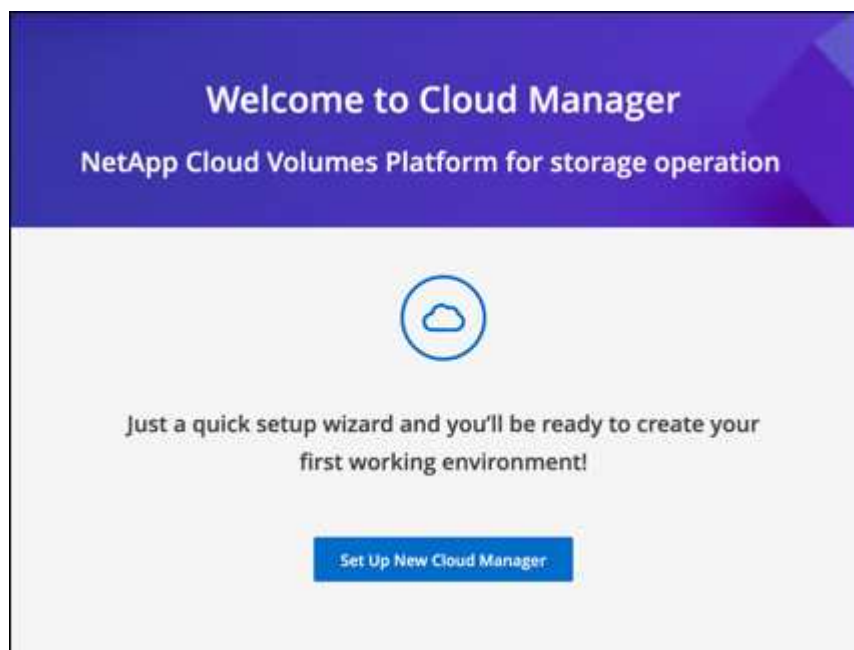 Welcome to Cloud Manager
NetApp Cloud Volumes Platform for storage operation
Just a quick setup wizard and you'll be ready to create your
first working environment!
Set Up New Cloud Manager